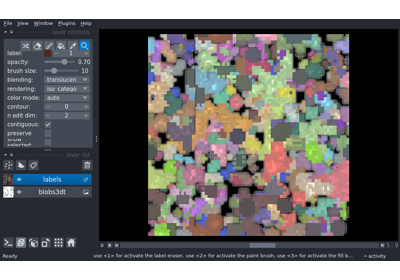 File View Window Plugins Help
layer controls
label: 1
opacity: 0.70
brush size: 10
blending: translucen
rendering: iso_catego
color mode: auto
contour: 0
n edit dim: 2
contiguous:
preserve
selected:
layer list
labels
blobs3dt
Ready
use <1> for activate the label eraser, use <2> for activate the paint brush, use <3> for activate the fill b...
activity